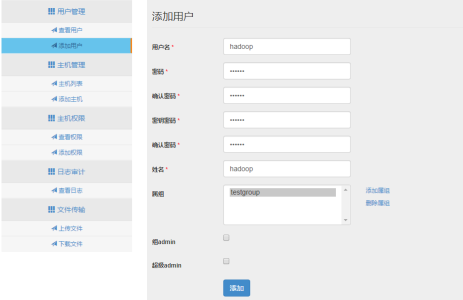 用户管理
查看用户
添加用户
主机管理
主机列表
添加主机
主机权限
查看权限
添加权限
日志审计
查看日志
文件传输
上传文件
下载文件
添加用户
用户名 *
hadoop
密码 *
••••••
确认密码 *
••••••
密钥密码 *
••••••
确认密码 *
••••••
姓名 *
hadoop
属组
testgroup
添加属组
删除属组
组admin
超级admin
添加